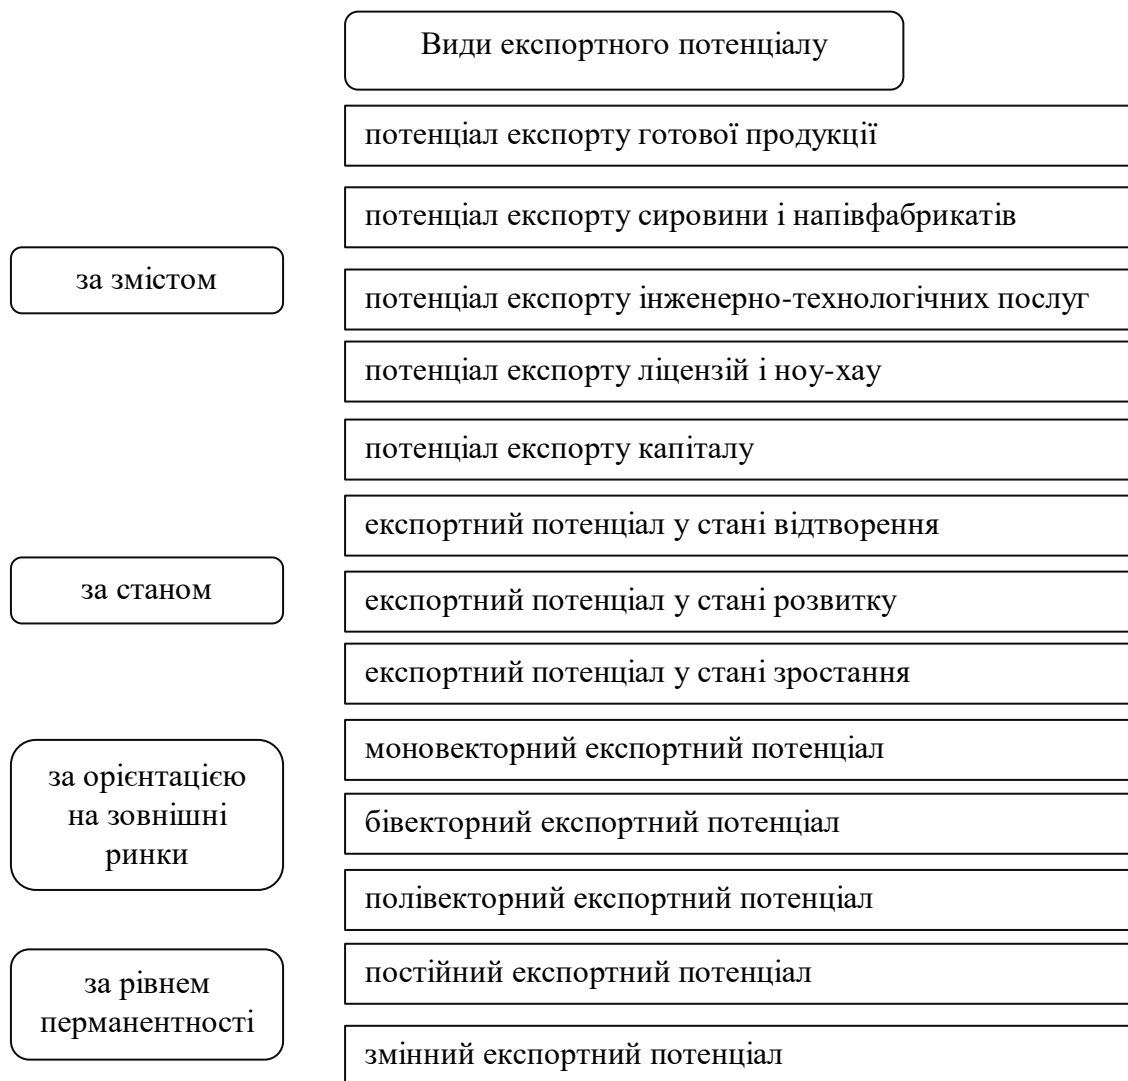 Види експортного потенціалу
за змістом
потенціал експорту готової продукції
потенціал експорту сировини і напівфабрикатів
потенціал експорту інженерно-технологічних послуг
потенціал експорту ліцензій і ноу-хау
потенціал експорту капіталу
за станом
експортний потенціал у стані відтворення
експортний потенціал у стані розвитку
експортний потенціал у стані зростання
за орієнтацією
на зовнішні
ринки
моновекторний експортний потенціал
бівекторний експортний потенціал
полівекторний експортний потенціал
за рівнем
перманентності
постійний експортний потенціал
змінний експортний потенціал